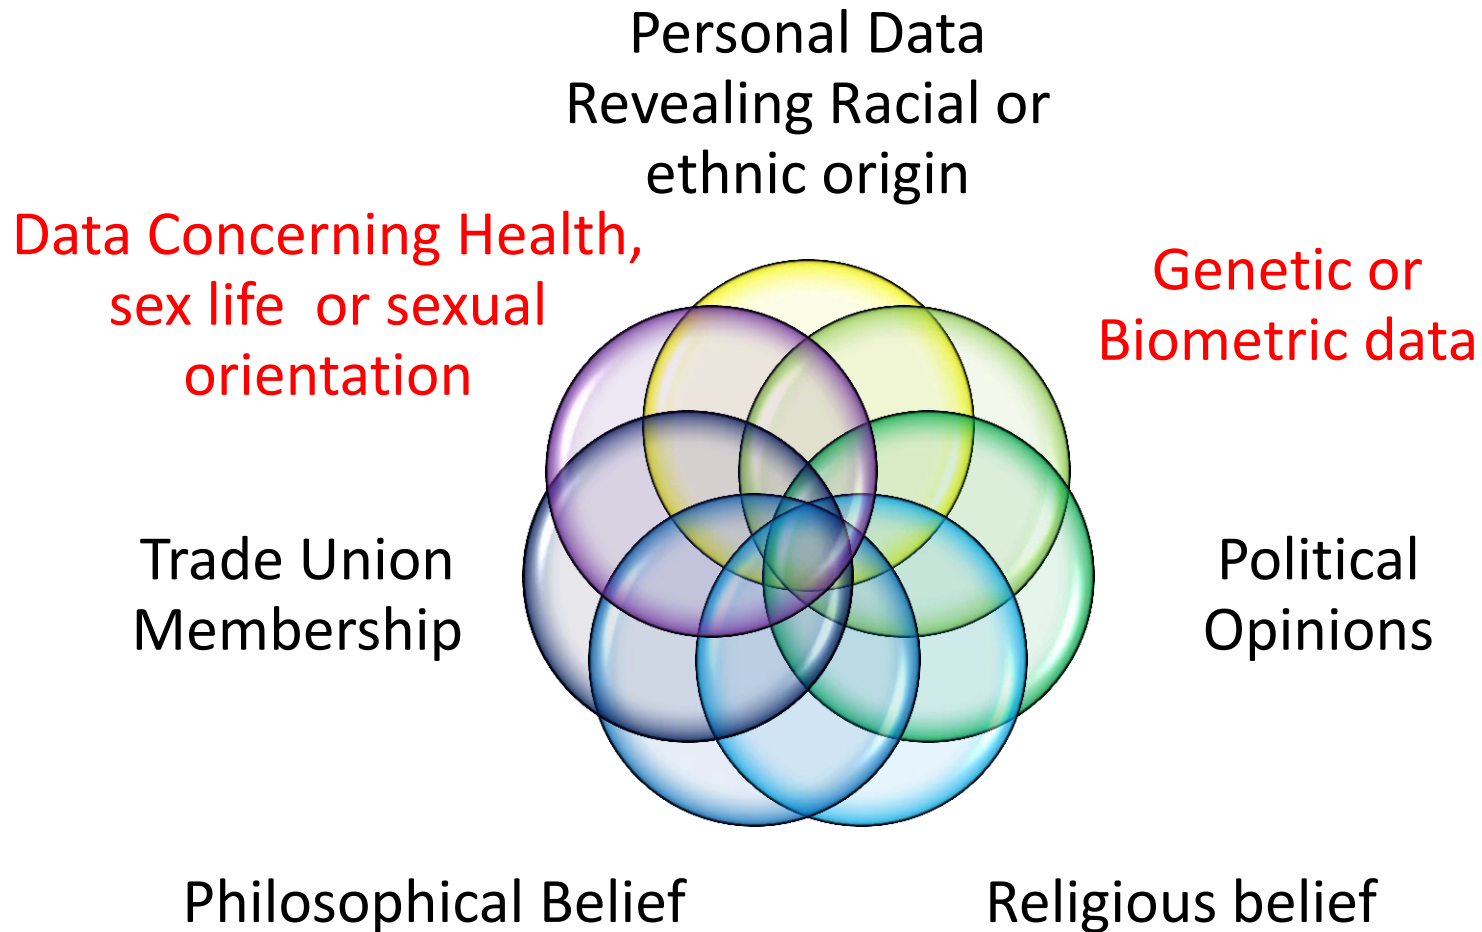 Personal Data
Revealing Racial or
ethnic origin
Data Concerning Health,
sex life  or sexual
orientation
Genetic or
Biometric data
Trade Union
Membership
Political
Opinions
Philosophical Belief
Religious belief